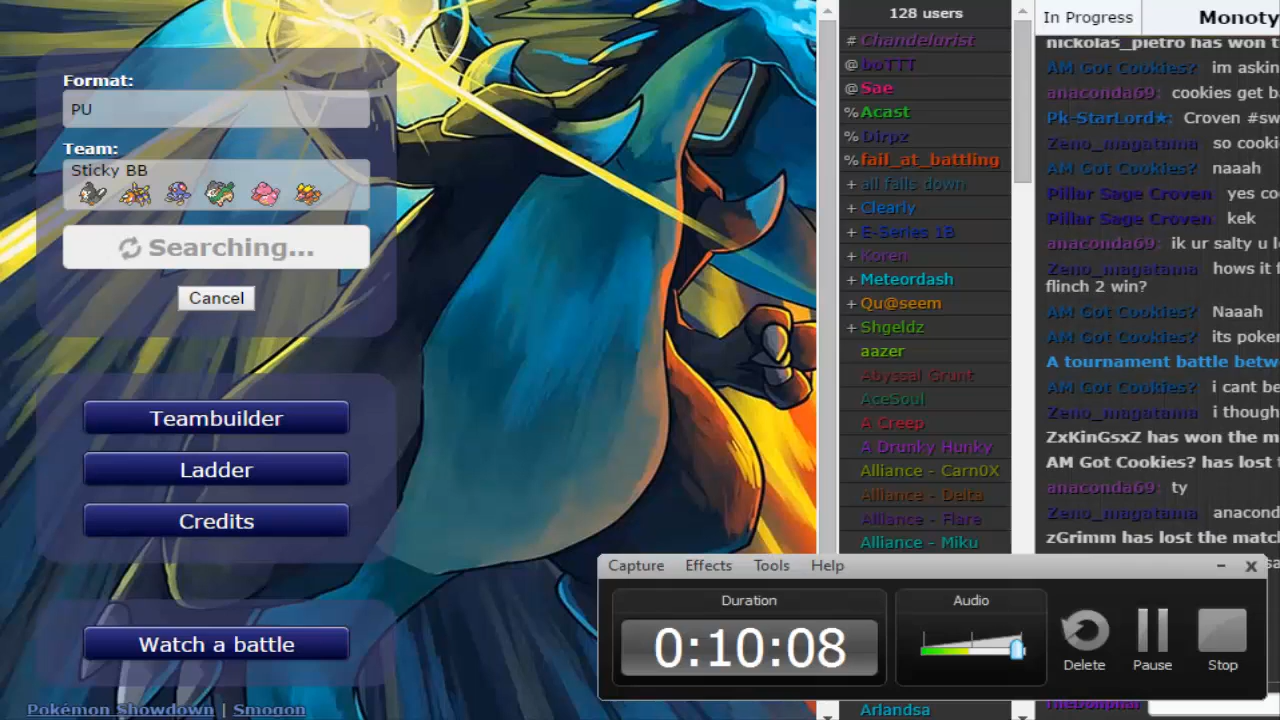 Format:
PU
Team:
Sticky BB
Searching...
Cancel
Teambuilder
Ladder
Credits
Watch a battle
Pokémon Showdown | Smogon
128 users
# Chandelurist
@ boTTT
@ Sae
% Acast
% Dirpz
% fail_at_battling
+ all falls down
+ Clearly
+ E-Series 1B
+ Koren
+ Meteordash
+ Qu@seem
+ Shgeldz
aazer
Abyssal Grunt
AceSoul
A Creep
A Drunky Hunky
Alliance - Carn0X
Alliance - Delta
Alliance - Flare
Alliance - Miku
Arlandsa
In Progress
Monoty
nickolas_pietro has won t
AM Got Cookies? im askin
anaconda69: cookies get b
Pk-StarLord★: Croven #sw
Zeno_magatama so cooki
AM Got Cookies? naaah
Pillar Sage Croven yes co
Pillar Sage Croven kek
anaconda69: ik ur salty u l
Zeno_magatama hows it f
flinch 2 win?
AM Got Cookies? Naaah
AM Got Cookies? its poker
A tournament battle betw
AM Got Cookies? i cant be
Zeno_magatama i though
ZxKinGsxZ has won the m
AM Got Cookies? has lost t
anaconda69: ty
Zeno_magatama anacond
zGrimm has lost the match
Capture Effects Tools Help
Duration
0:10:08
Audio
Delete
Pause
Stop